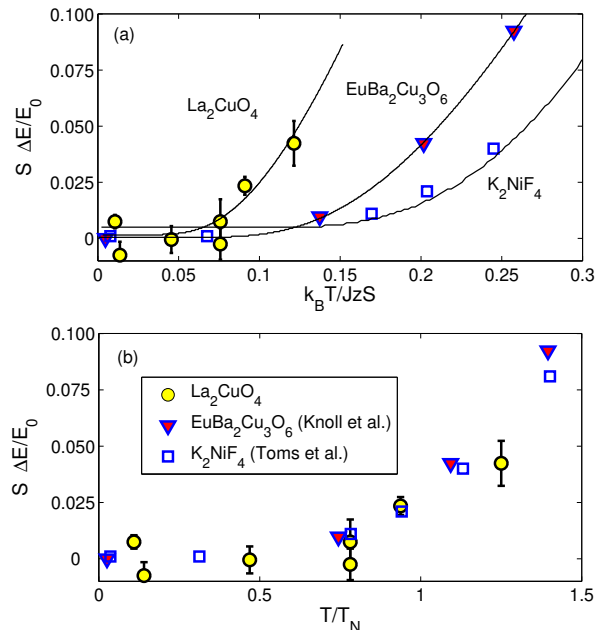 (a)
0.100
0.075
0.050
0.025
0
S ΔE/E₀
La₂CuO₄
EuBa₂Cu₃O₆
K₂NiF₄
0 0.05 0.1 0.15 0.2 0.25 0.3
k_BT/JzS
(b)
0.100
0.075
0.050
0.025
0
S ΔE/E₀
La₂CuO₄
EuBa₂Cu₃O₆ (Knoll et al.)
K₂NiF₄ (Toms et al.)
0 0.5 1 1.5
T/T_N